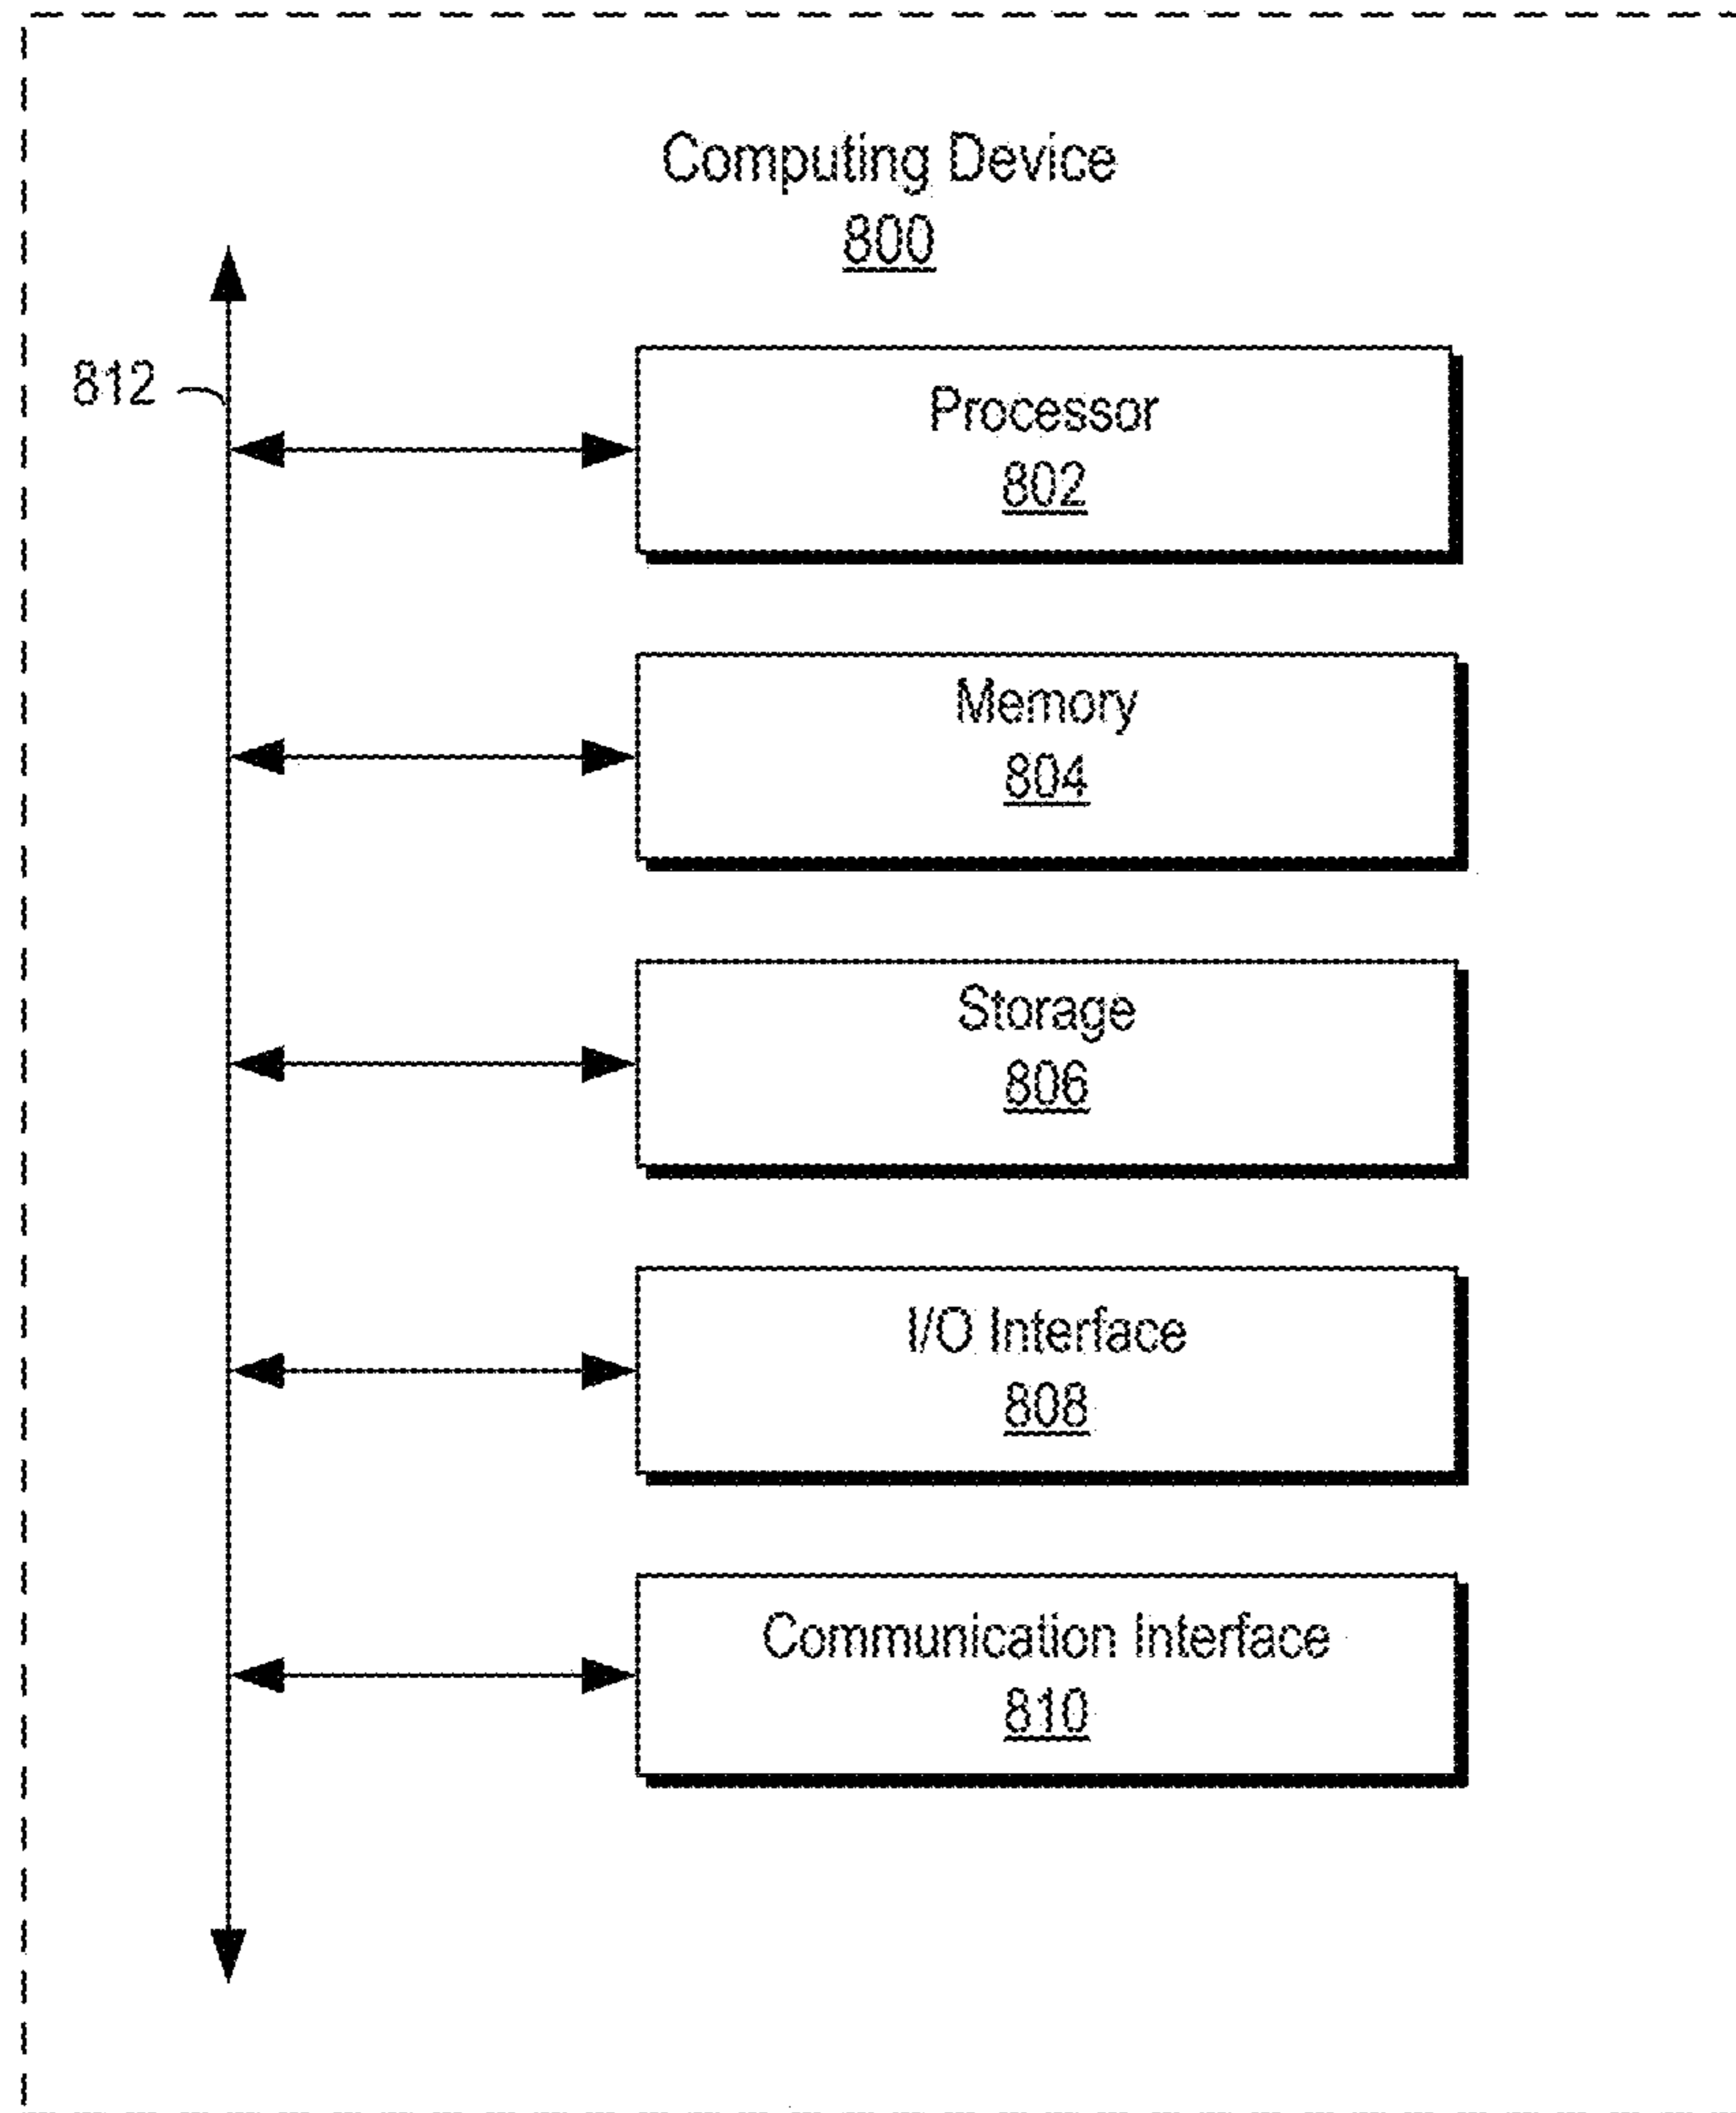 Computing Device
800
812
Processor
802
Memory
804
Storage
806
I/O Interface
808
Communication Interface
810